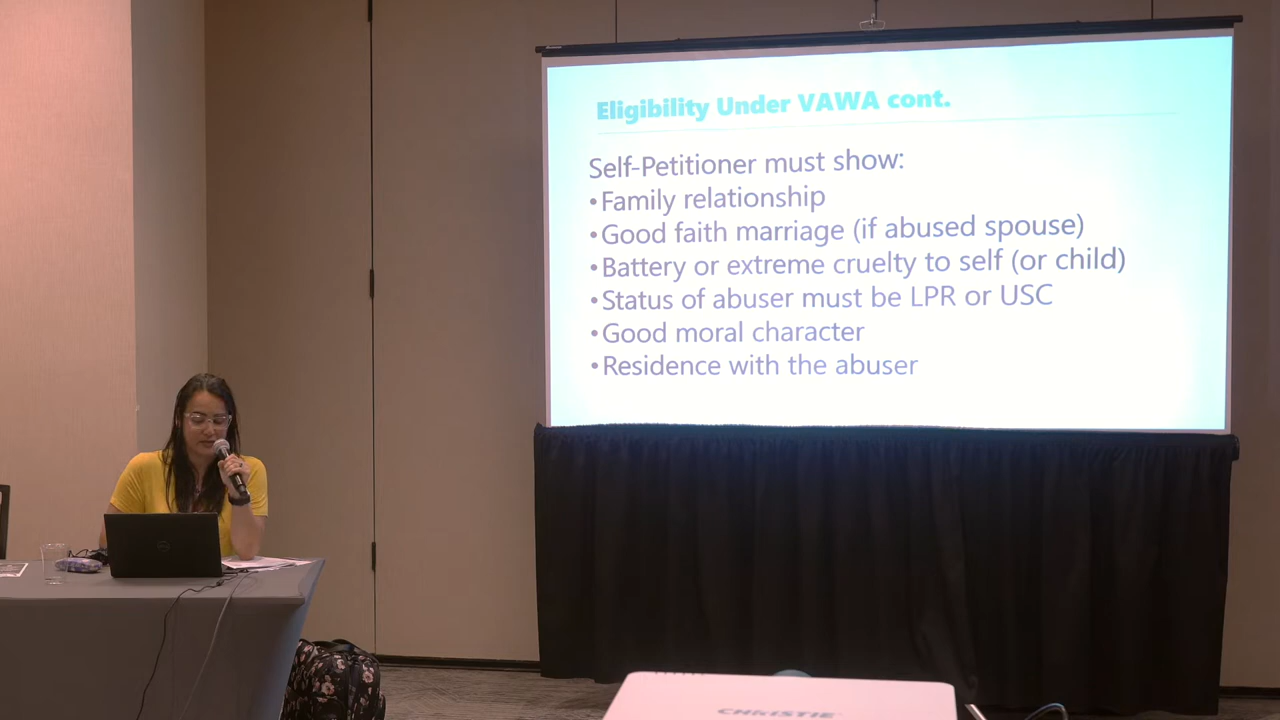 Eligibility Under VAWA cont.
Self-Petitioner must show:
•Family relationship
•Good faith marriage (if abused spouse)
•Battery or extreme cruelty to self (or child)
•Status of abuser must be LPR or USC
•Good moral character
•Residence with the abuser
CHRISTIE